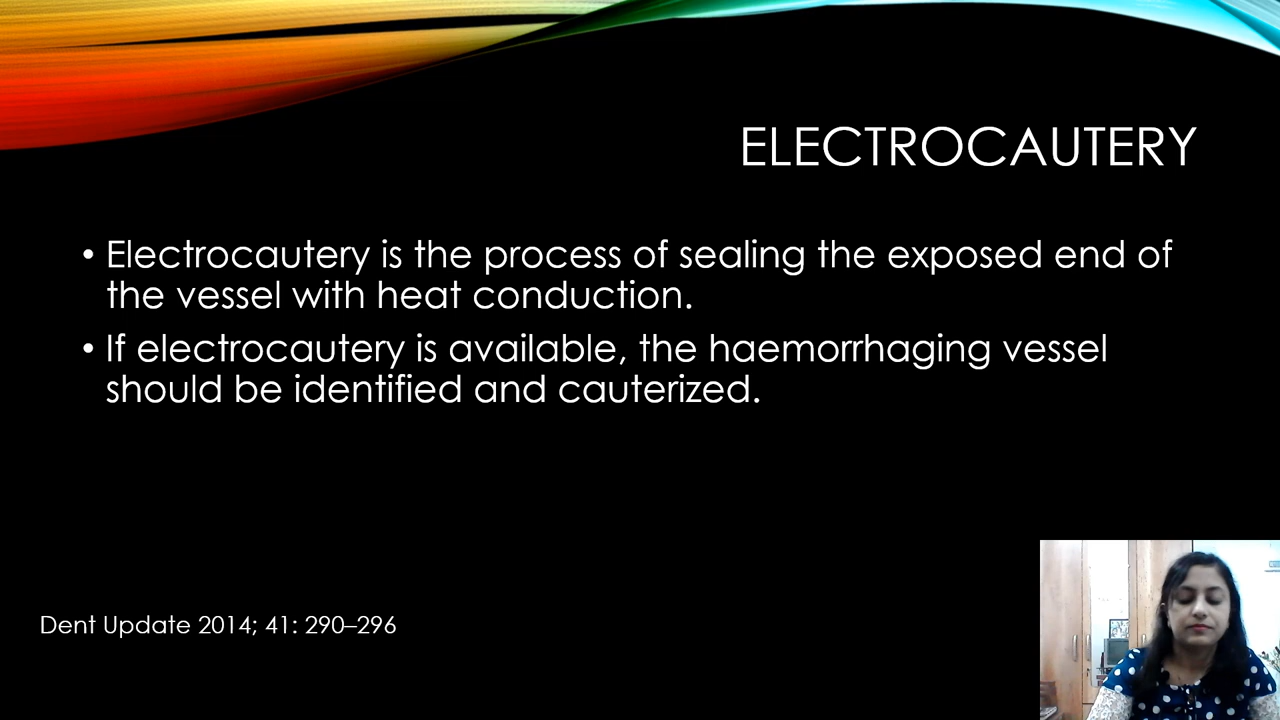 ELECTROCAUTERY
• Electrocautery is the process of sealing the exposed end of
the vessel with heat conduction.
• If electrocautery is available, the haemorrhaging vessel
should be identified and cauterized.
Dent Update 2014; 41: 290–296